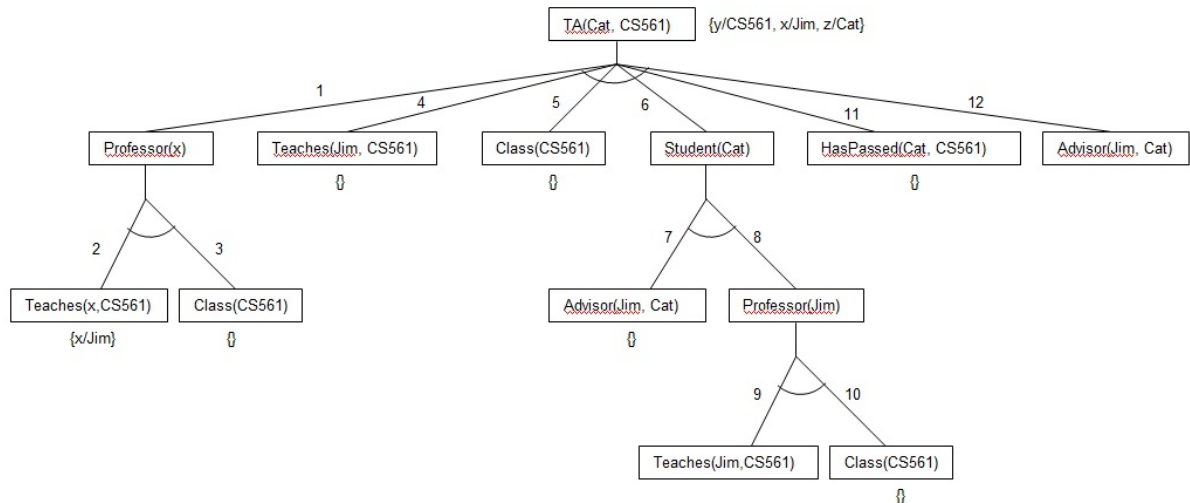 TA(Cat, CS561) {y/CS561, x/Jim, z/Cat}
1 4 5 6 11 12
Professor(x) Teaches(Jim, CS561) Class(CS561) Student(Cat) HasPassed(Cat, CS561) Advisor(Jim, Cat)
{} {} {}
2 3 7 8
Teaches(x,CS561) Class(CS561) Advisor(Jim, Cat) Professor(Jim)
{x/Jim} {} {}
9 10
Teaches(Jim,CS561) Class(CS561)
{}